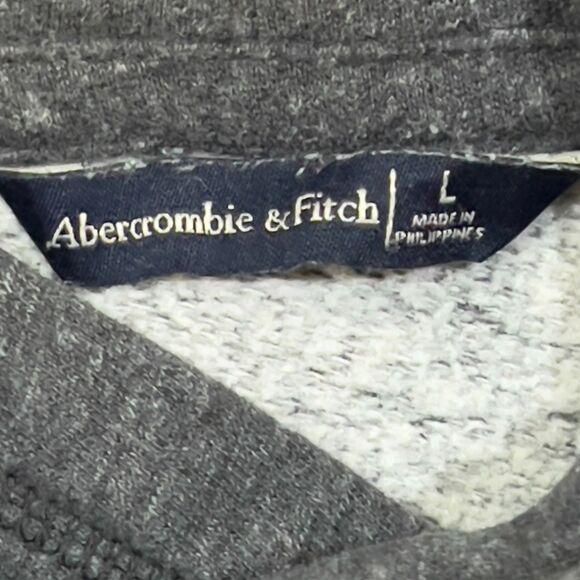 Abercrombie & Fitch
L
MADE IN
PHILIPPINES